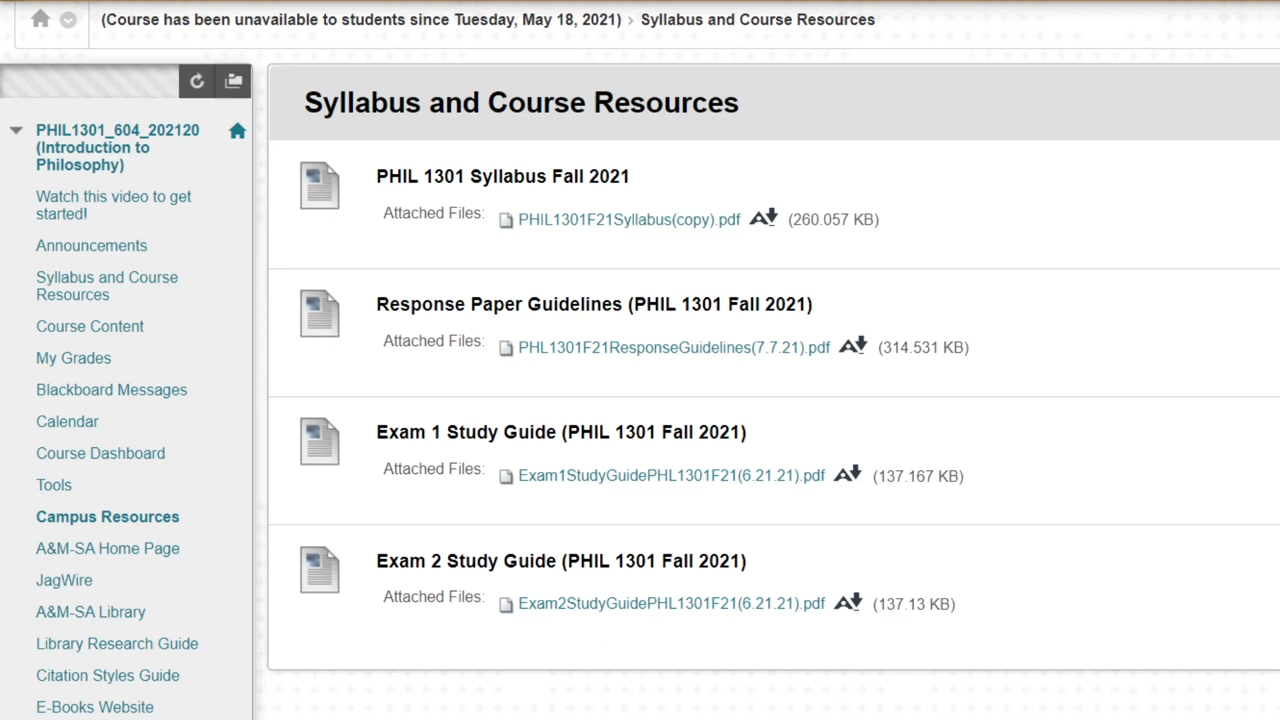 (Course has been unavailable to students since Tuesday, May 18, 2021) › Syllabus and Course Resources
PHIL1301_604_202120
(Introduction to
Philosophy)
Watch this video to get
started!
Announcements
Syllabus and Course
Resources
Course Content
My Grades
Blackboard Messages
Calendar
Course Dashboard
Tools
Campus Resources
A&M-SA Home Page
JagWire
A&M-SA Library
Library Research Guide
Citation Styles Guide
E-Books Website
Syllabus and Course Resources
PHIL 1301 Syllabus Fall 2021
Attached Files: PHIL1301F21Syllabus(copy).pdf (260.057 KB)
Response Paper Guidelines (PHIL 1301 Fall 2021)
Attached Files: PHL1301F21ResponseGuidelines(7.7.21).pdf (314.531 KB)
Exam 1 Study Guide (PHIL 1301 Fall 2021)
Attached Files: Exam1StudyGuidePHL1301F21(6.21.21).pdf (137.167 KB)
Exam 2 Study Guide (PHIL 1301 Fall 2021)
Attached Files: Exam2StudyGuidePHL1301F21(6.21.21).pdf (137.13 KB)